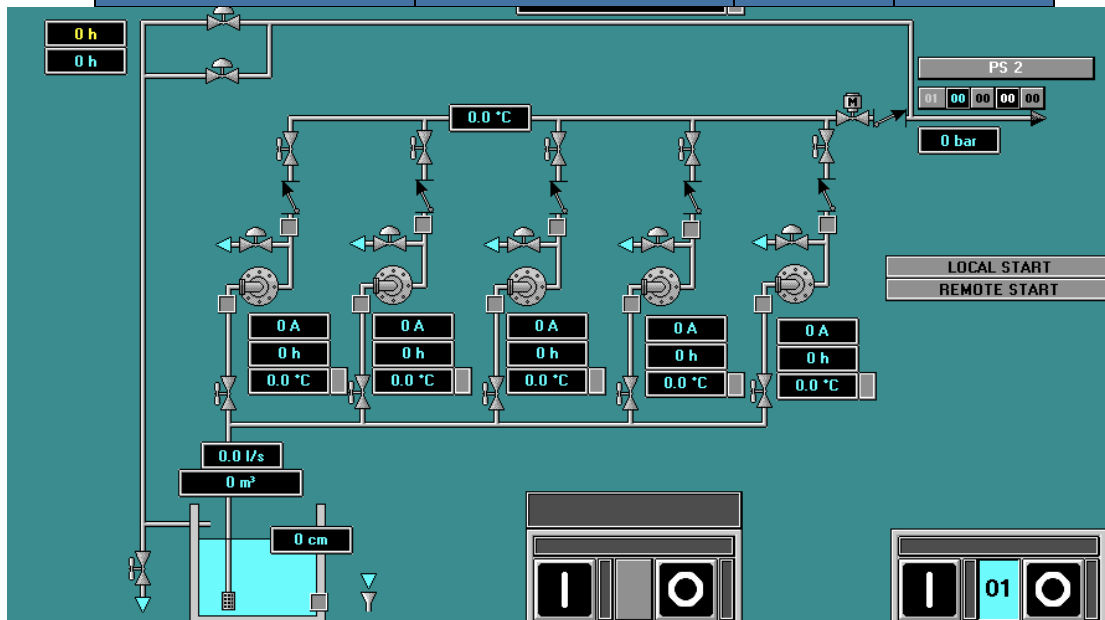 0 h
0 h
PS 2
01 00 00 00 00
M
0.0 °C
0 bar
LOCAL START
REMOTE START
0 A
0 h
0.0 °C
0 A
0 h
0.0 °C
0 A
0 h
0.0 °C
0 A
0 h
0.0 °C
0 A
0 h
0.0 °C
0.0 l/s
0 m³
0 cm
I O
I 01 O